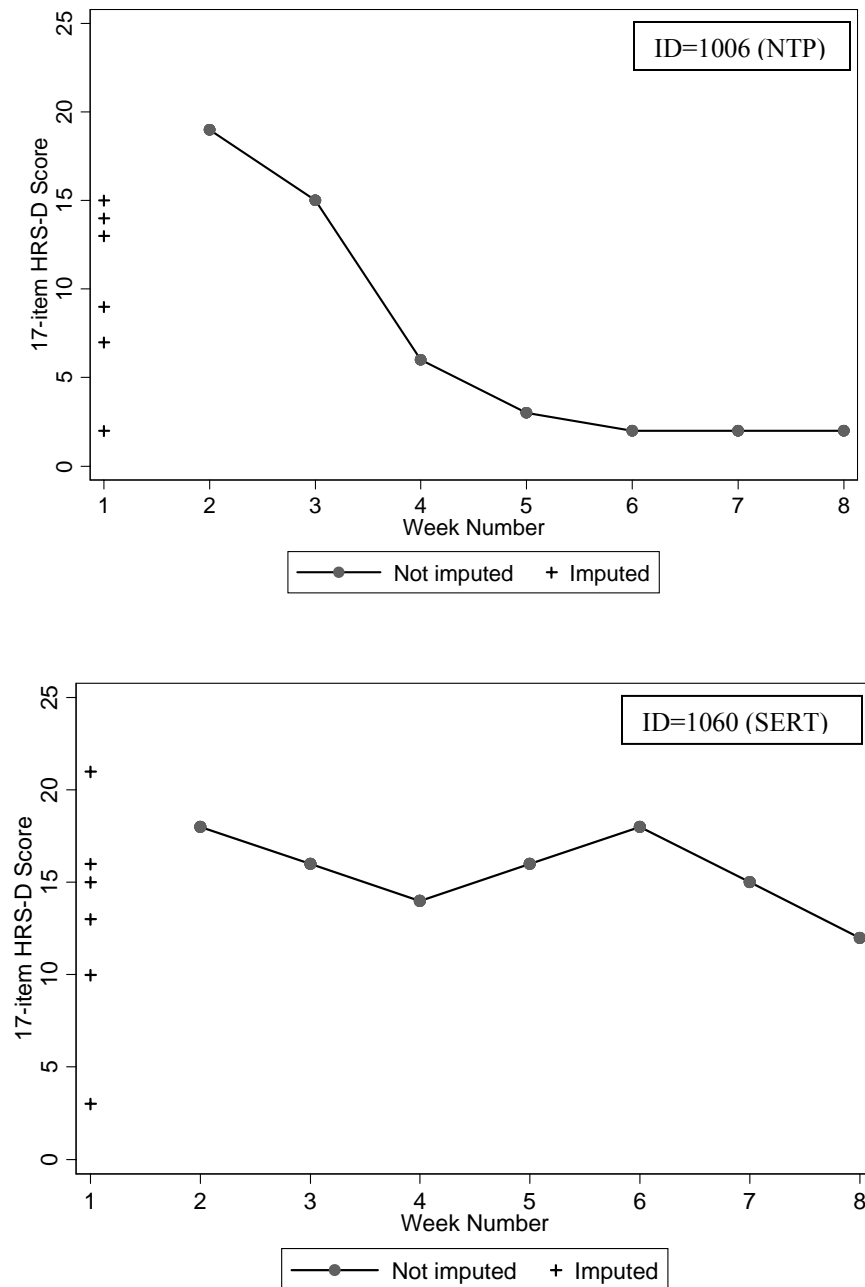 25
ID=1006 (NTP)
20
15
10
5
0
17-item HRS-D Score
1 2 3 4 5 6 7 8
Week Number
Not imputed + Imputed
25
ID=1060 (SERT)
20
15
10
5
0
17-item HRS-D Score
1 2 3 4 5 6 7 8
Week Number
Not imputed + Imputed